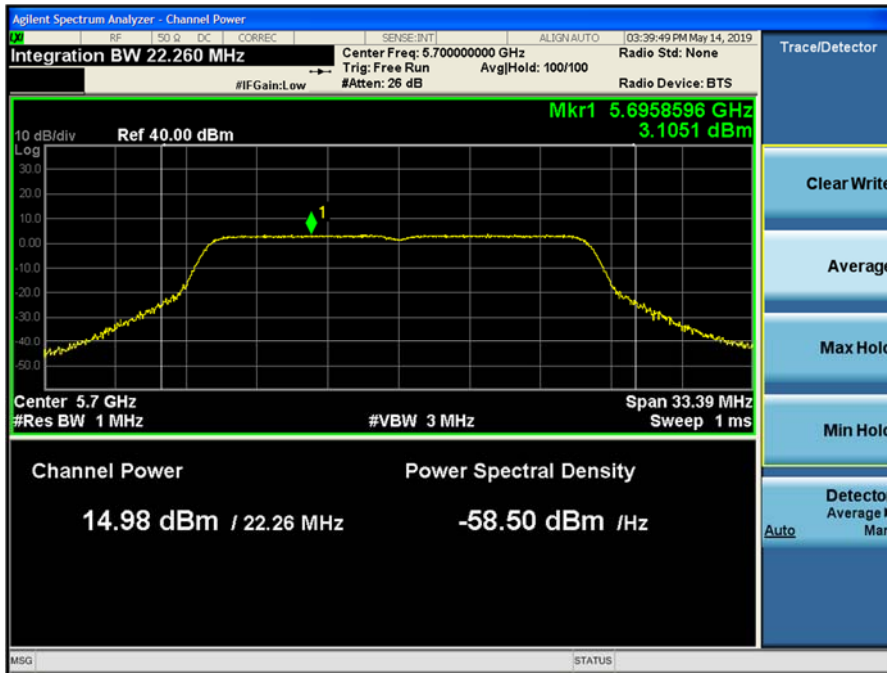 Agilent Spectrum Analyzer - Channel Power
LXI RF 50 Ω DC CORREC SENSE:INT ALIGNAUTO 03:39:49 PM May 14, 2019
Integration BW 22.260 MHz
Center Freq: 5.700000000 GHz
Radio Std: None
Trig: Free Run
Avg|Hold: 100/100
#IFGain:Low
#Atten: 26 dB
Radio Device: BTS
Mkr1 5.6958596 GHz
3.1051 dBm
10 dB/div
Ref 40.00 dBm
Log
30.0
20.0
10.0
0.00
-10.0
-20.0
-30.0
-40.0
-50.0
1
Center 5.7 GHz
Span 33.39 MHz
#Res BW 1 MHz
#VBW 3 MHz
Sweep 1 ms
Channel Power
Power Spectral Density
14.98 dBm / 22.26 MHz
-58.50 dBm /Hz
MSG
STATUS
Trace/Detector
Clear Write
Average
Max Hold
Min Hold
Detecto
Average
Auto
Man